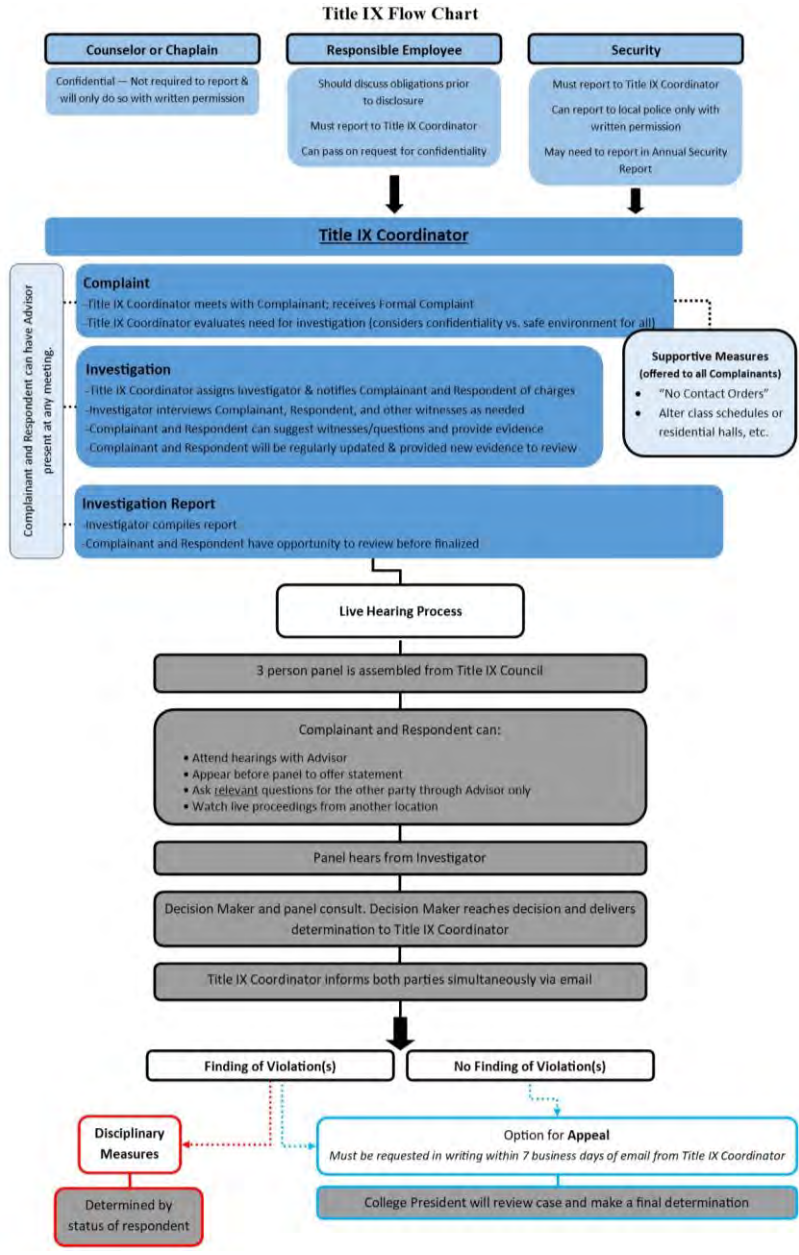 Title IX Flow Chart
Counselor or Chaplain
Confidential — Not required to report &
will only do so with written permission
Responsible Employee
Should discuss obligations prior
to disclosure
Must report to Title IX Coordinator
Can pass on request for confidentiality
Security
Must report to Title IX Coordinator
Can report to local police only with
written permission
May need to report in Annual Security
Report
Title IX Coordinator
Complainant and Respondent can have Advisor
present at any meeting.
Complaint
-Title IX Coordinator meets with Complainant; receives Formal Complaint
-Title IX Coordinator evaluates need for investigation (considers confidentiality vs. safe environment for all)
Supportive Measures
(offered to all Complainants)
• "No Contact Orders"
• Alter class schedules or
residential halls, etc.
Investigation
-Title IX Coordinator assigns Investigator & notifies Complainant and Respondent of charges
-Investigator interviews Complainant, Respondent, and other witnesses as needed
-Complainant and Respondent can suggest witnesses/questions and provide evidence
-Complainant and Respondent will be regularly updated & provided new evidence to review
Investigation Report
-Investigator compiles report
-Complainant and Respondent have opportunity to review before finalized
Live Hearing Process
3 person panel is assembled from Title IX Council
Complainant and Respondent can:
• Attend hearings with Advisor
• Appear before panel to offer statement
• Ask relevant questions for the other party through Advisor only
• Watch live proceedings from another location
Panel hears from Investigator
Decision Maker and panel consult. Decision Maker reaches decision and delivers
determination to Title IX Coordinator
Title IX Coordinator informs both parties simultaneously via email
Finding of Violation(s)
No Finding of Violation(s)
Disciplinary
Measures
Determined by
status of respondent
Option for Appeal
Must be requested in writing within 7 business days of email from Title IX Coordinator
College President will review case and make a final determination